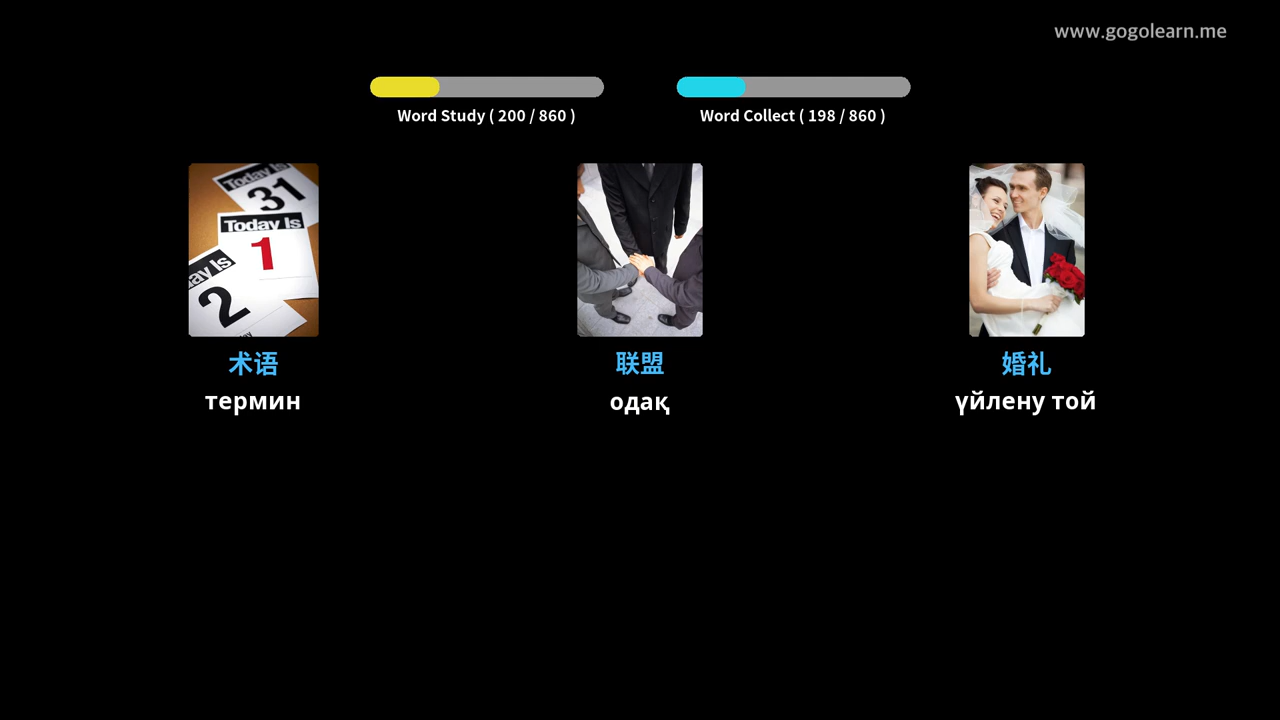 www.gogolearn.me
Word Study ( 200 / 860 )
Word Collect ( 198 / 860 )
Today Is
31
Today Is
1
ay Is
2
术语
联盟
婚礼
термин
одақ
үйлену той